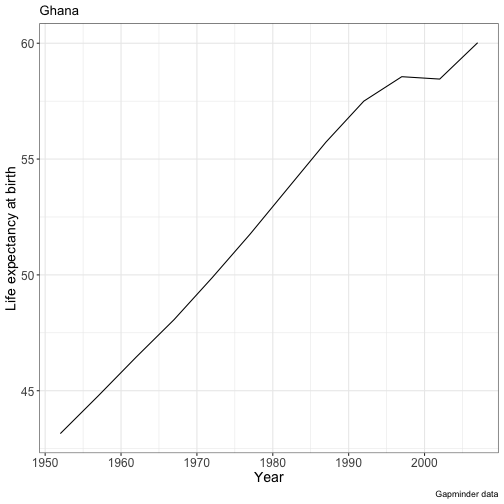 Ghana
60
55
50
45
Life expectancy at birth
1950 1960 1970 1980 1990 2000
Year
Gapminder data